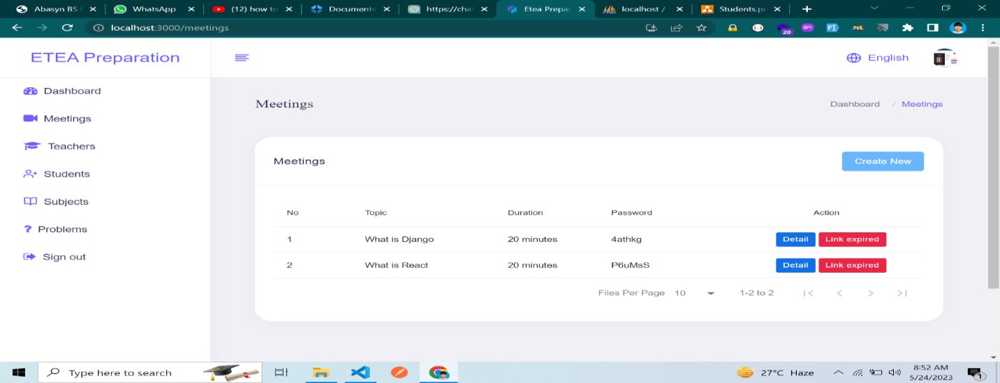 Abasyn BS
WhatsApp
(12) how to
Documents
https://chat
Etea Prepar
localhost /
Students.pr
localhost:3000/meetings
20
ETEA Preparation
English
Dashboard
Meetings
Teachers
Students
Subjects
Problems
Sign out
Meetings
Dashboard / Meetings
Meetings
Create New
No Topic Duration Password Action
1 What is Django 20 minutes 4athkg Detail Link expired
2 What is React 20 minutes P6uMsS Detail Link expired
Files Per Page 10 1-2 to 2
Type here to search
27°C Haze
8:52 AM
5/24/2023
1